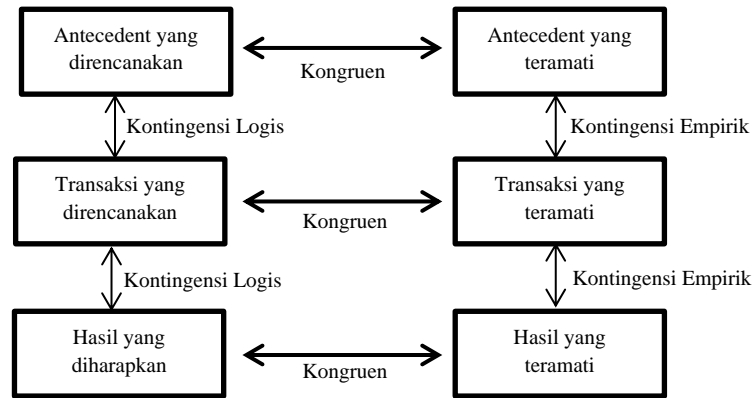 Antecedent yang
direncanakan
Kongruen
Antecedent yang
teramati
Kontingensi Logis
Kontingensi Empirik
Transaksi yang
direncanakan
Kongruen
Transaksi yang
teramati
Kontingensi Logis
Kontingensi Empirik
Hasil yang
diharapkan
Kongruen
Hasil yang
teramati